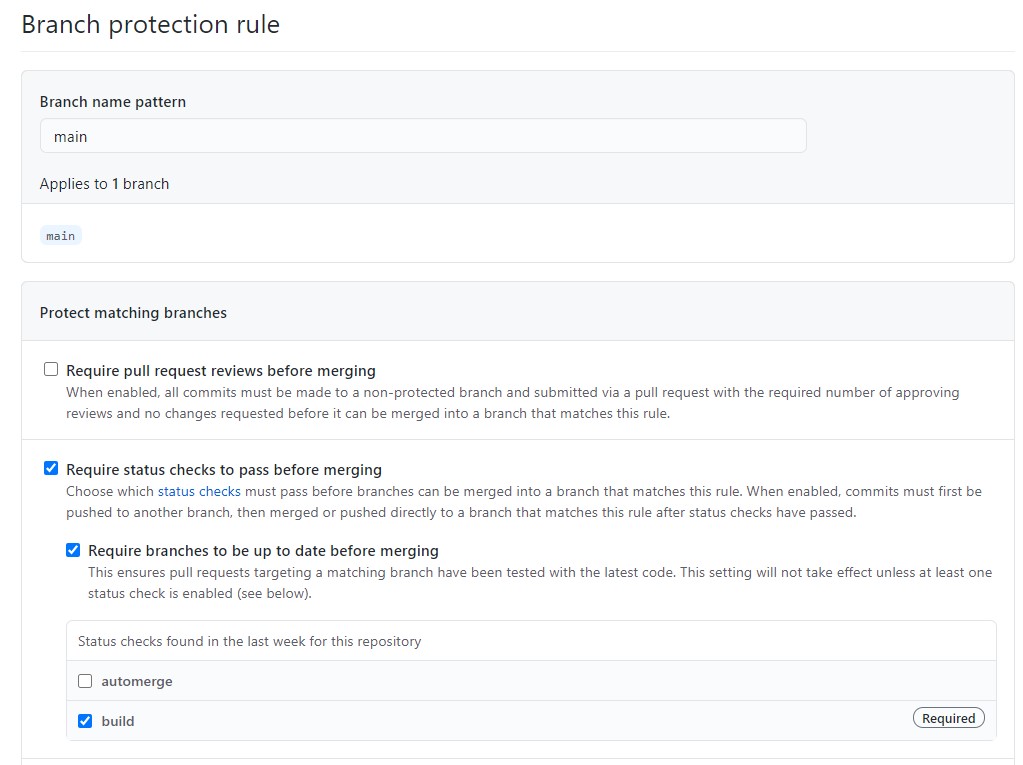 Branch protection rule
Branch name pattern
main
Applies to 1 branch
main
Protect matching branches
Require pull request reviews before merging
When enabled, all commits must be made to a non-protected branch and submitted via a pull request with the required number of approving
reviews and no changes requested before it can be merged into a branch that matches this rule.
Require status checks to pass before merging
Choose which status checks must pass before branches can be merged into a branch that matches this rule. When enabled, commits must first be
pushed to another branch, then merged or pushed directly to a branch that matches this rule after status checks have passed.
Require branches to be up to date before merging
This ensures pull requests targeting a matching branch have been tested with the latest code. This setting will not take effect unless at least one
status check is enabled (see below).
Status checks found in the last week for this repository
automerge
build Required